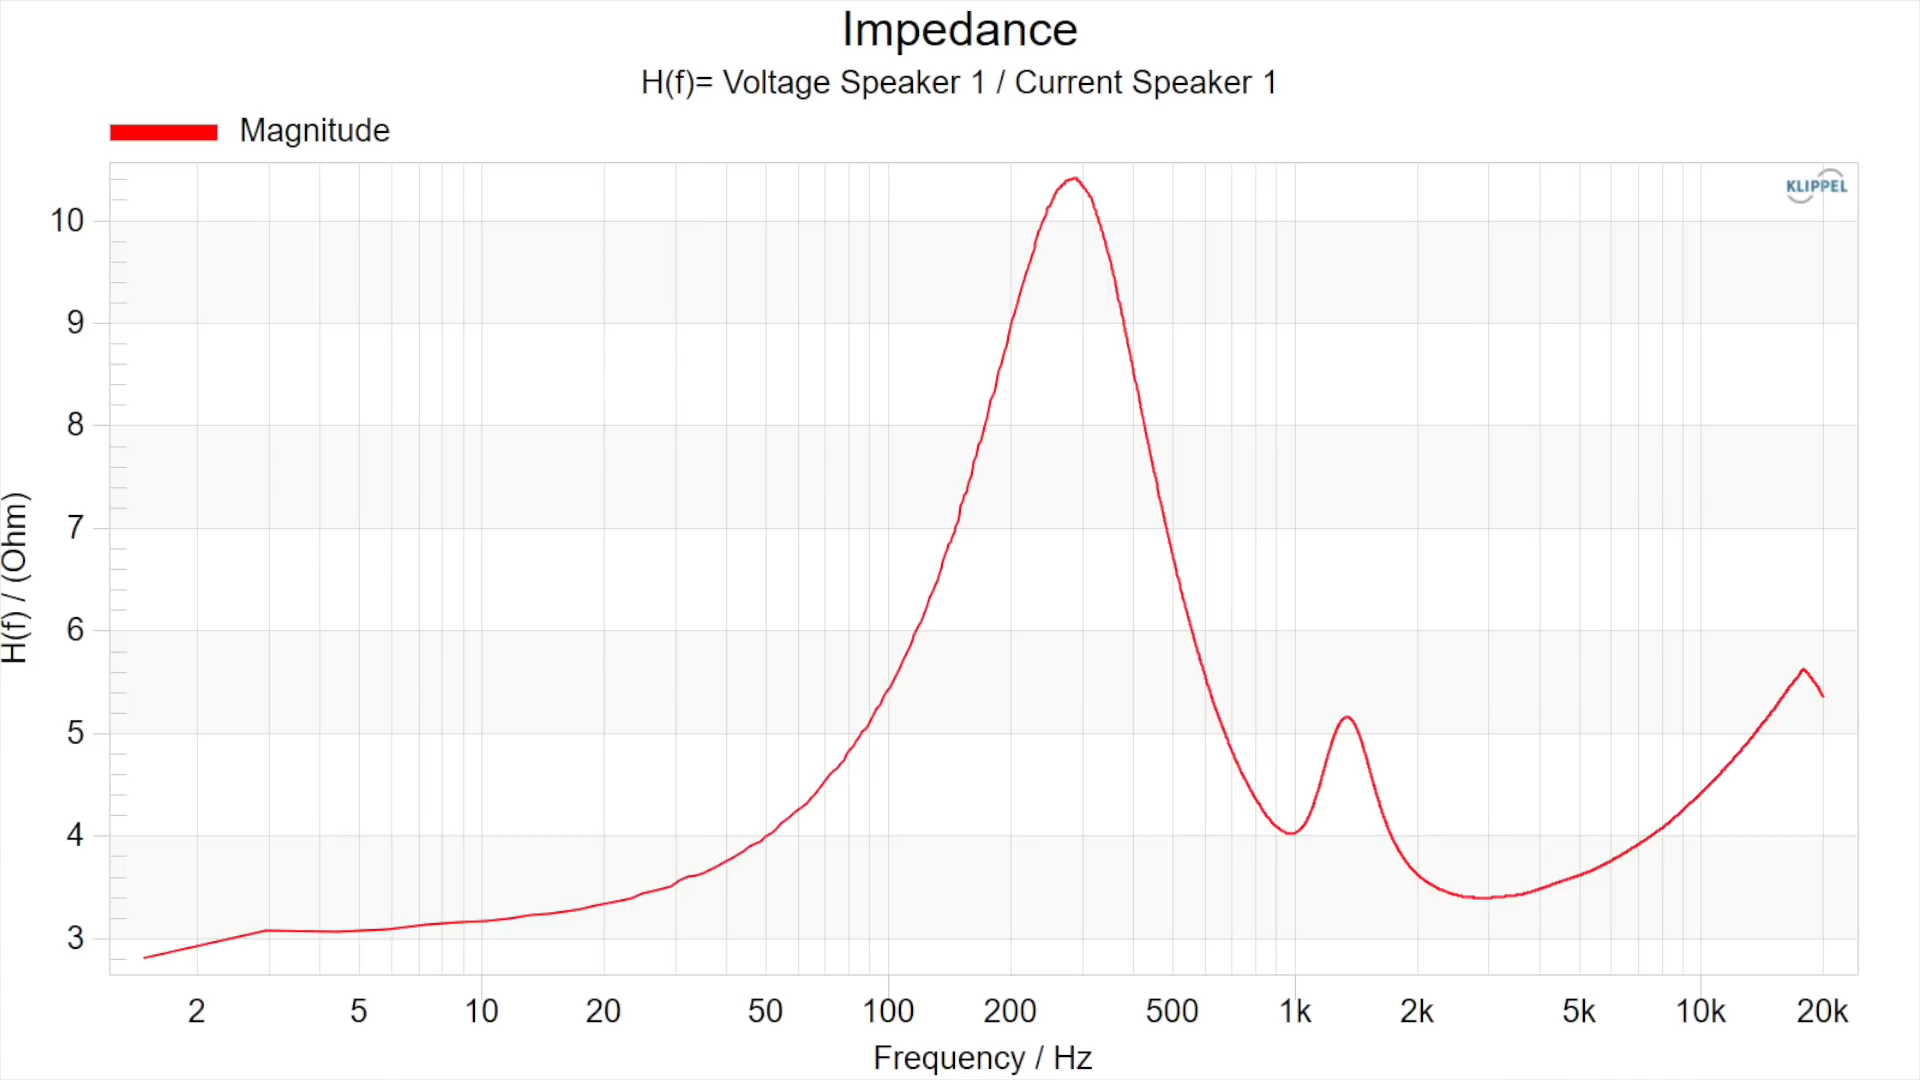 Impedance
H(f)= Voltage Speaker 1 / Current Speaker 1
Magnitude
KLIPPEL
10
9
8
7
6
5
4
3
H(f) / (Ohm)
2 5 10 20 50 100 200 500 1k 2k 5k 10k 20k
Frequency / Hz